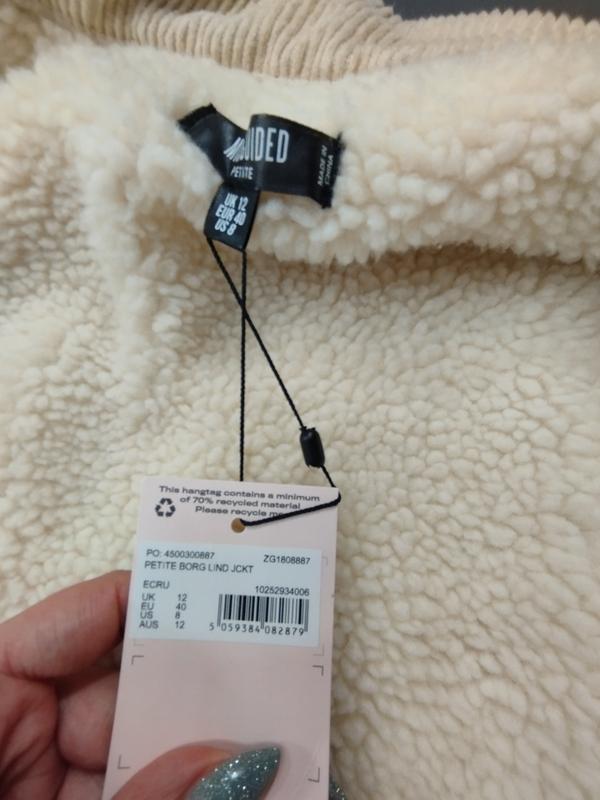 GUIDED
PETITE
MADE IN
CHINA
UK 12
EUR 40
US 8
This hangtag contains a minimum
of 70% recycled material
Please recycle
PO: 4500300887 ZG1808887
PETITE BORG LIND JCKT
ECRU 10252934006
UK 12
EU 40
US 8
AUS 12
5 059384 082879